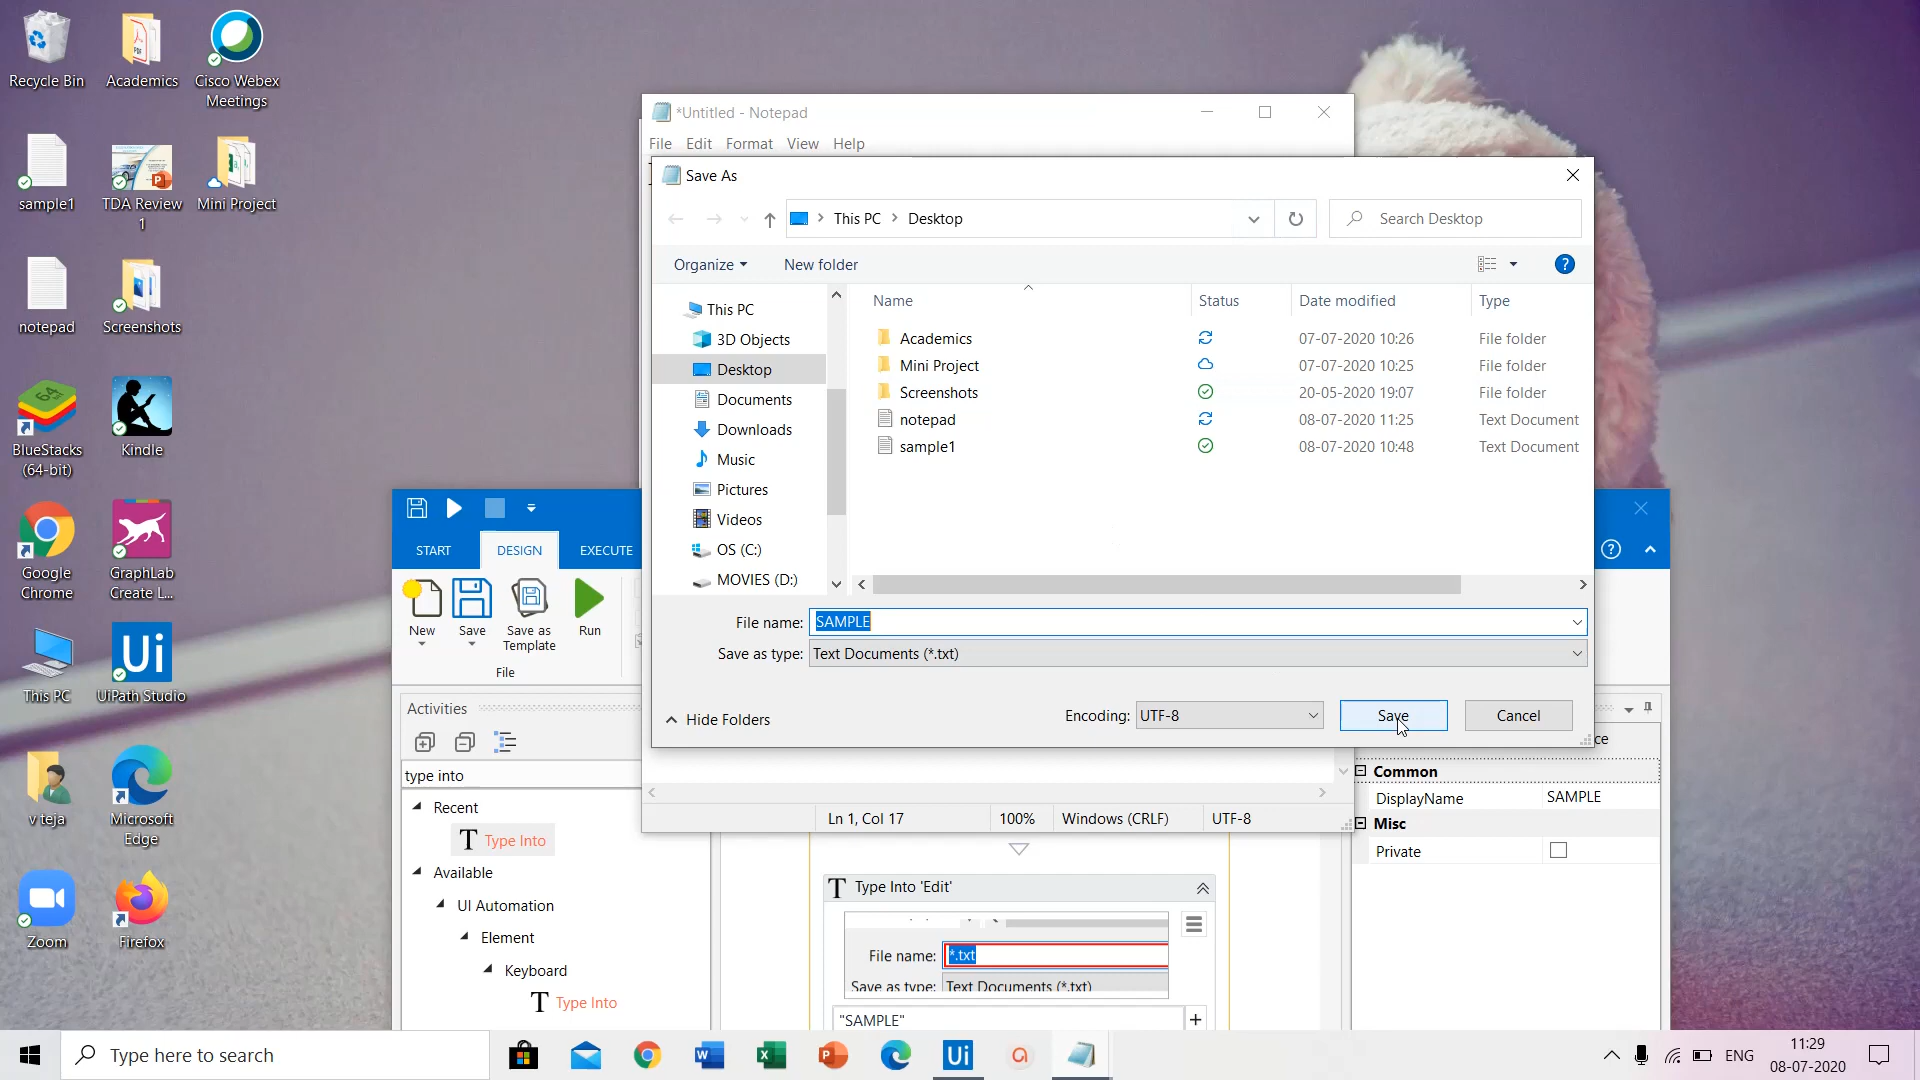 Recycle Bin
Academics
Cisco Webex
Meetings
sample1
TDA Review
1
Mini Project
notepad
Screenshots
BlueStacks
(64-bit)
Kindle
Google
Chrome
GraphLab
Create L...
This PC
UiPath Studio
v teja
Microsoft
Edge
Zoom
Firefox
*Untitled - Notepad
File Edit Format View Help
Save As
This PC > Desktop
Search Desktop
Organize
New folder
This PC
3D Objects
Desktop
Documents
Downloads
Music
Pictures
Videos
OS (C:)
MOVIES (D:)
Name Status Date modified Type
Academics 07-07-2020 10:26 File folder
Mini Project 07-07-2020 10:25 File folder
Screenshots 20-05-2020 19:07 File folder
notepad 08-07-2020 11:25 Text Document
sample1 08-07-2020 10:48 Text Document
File name: SAMPLE
Save as type: Text Documents (*.txt)
Hide Folders
Encoding: UTF-8
Save
Cancel
Ln 1, Col 17 100% Windows (CRLF) UTF-8
START DESIGN EXECUTE
New
Save
Save as
Template
Run
File
Activities
type into
Recent
Type Into
Available
UI Automation
Element
Keyboard
Type Into
Type Into 'Edit'
File name: *.txt
Save as type: Text Documents (*.txt)
"SAMPLE"
ce
Common
DisplayName SAMPLE
Misc
Private
Type here to search
ENG
11:29
08-07-2020